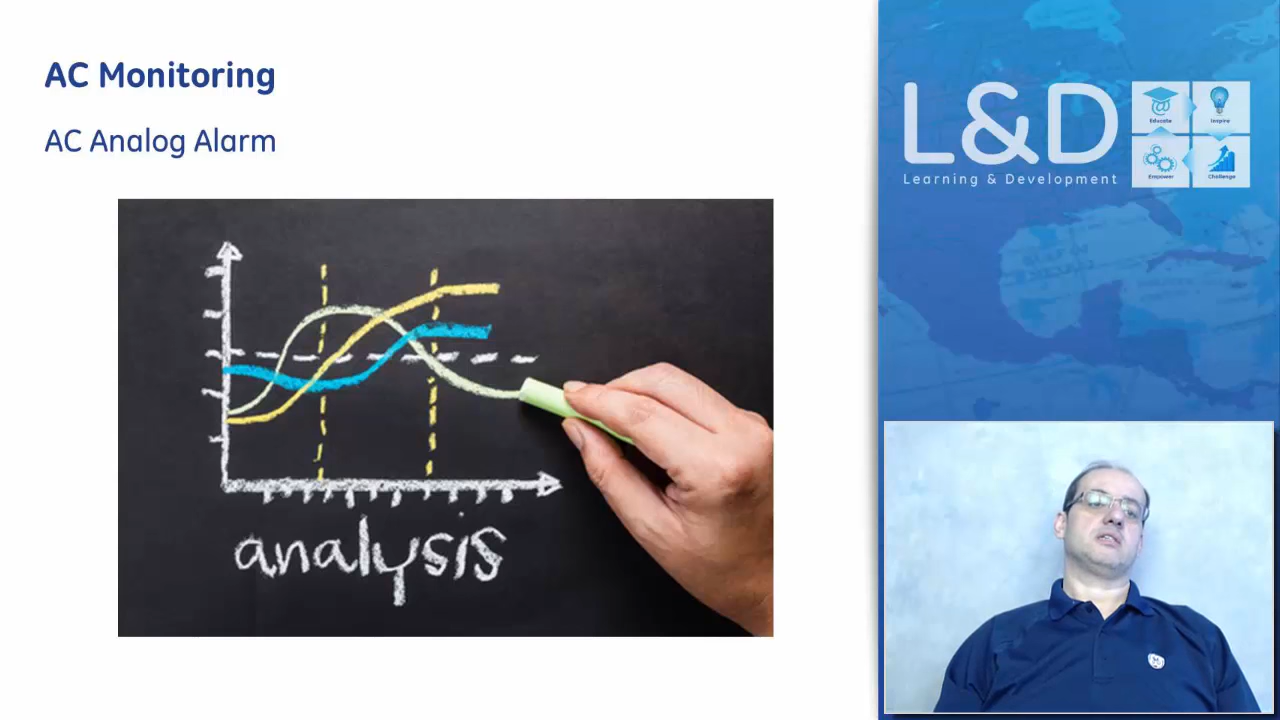 AC Monitoring
AC Analog Alarm
analysis
L&D
Learning & Development
Educate
Inspire
Empower
Challenge